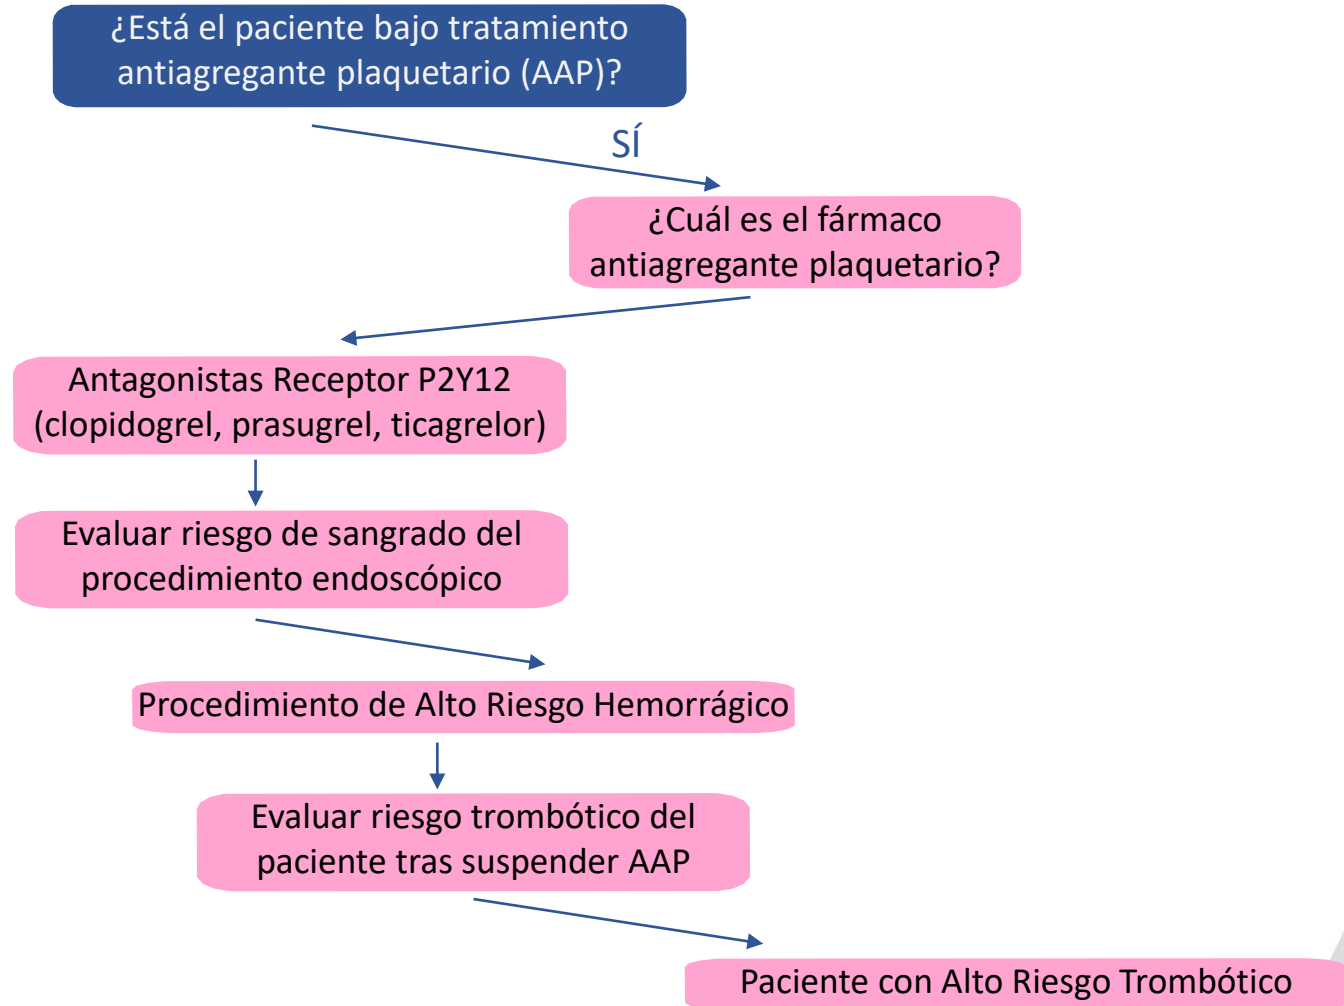 ¿Está el paciente bajo tratamiento
antiagregante plaquetario (AAP)?
SÍ
¿Cuál es el fármaco
antiagregante plaquetario?
Antagonistas Receptor P2Y12
(clopidogrel, prasugrel, ticagrelor)
Evaluar riesgo de sangrado del
procedimiento endoscópico
Procedimiento de Alto Riesgo Hemorrágico
Evaluar riesgo trombótico del
paciente tras suspender AAP
Paciente con Alto Riesgo Trombótico